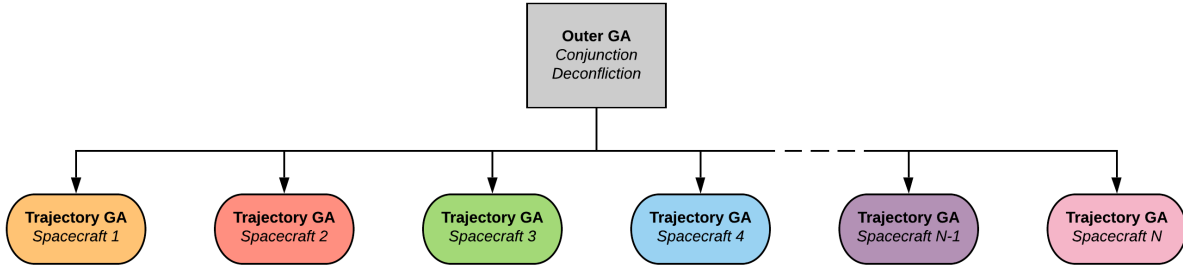 Outer GA
Conjunction
Deconfliction
Trajectory GA
Spacecraft 1
Trajectory GA
Spacecraft 2
Trajectory GA
Spacecraft 3
Trajectory GA
Spacecraft 4
Trajectory GA
Spacecraft N-1
Trajectory GA
Spacecraft N